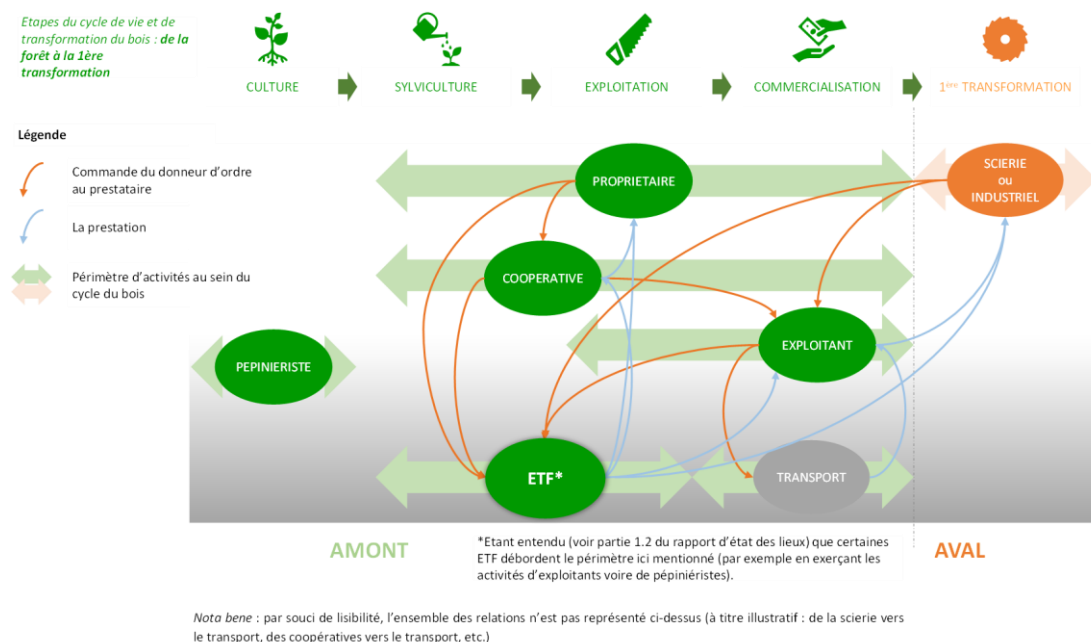 Etapes du cycle de vie et de
transformation du bois : de la
forêt à la 1ère
transformation
CULTURE
SYLVICULTURE
EXPLOITATION
COMMERCIALISATION
1ère TRANSFORMATION
Légende
Commande du donneur d'ordre
au prestataire
La prestation
Périmètre d'activités au sein du
cycle du bois
PROPRIETAIRE
SCIERIE
ou
INDUSTRIEL
COOPERATIVE
EXPLOITANT
PEPINIERISTE
ETF*
TRANSPORT
AMONT
*Etant entendu (voir partie 1.2 du rapport d'état des lieux) que certaines
ETF débordent le périmètre ici mentionné (par exemple en exerçant les
activités d'exploitants voire de pépiniéristes).
AVAL
Nota bene : par souci de lisibilité, l'ensemble des relations n'est pas représenté ci-dessus (à titre illustratif : de la scierie vers
le transport, des coopératives vers le transport, etc.)